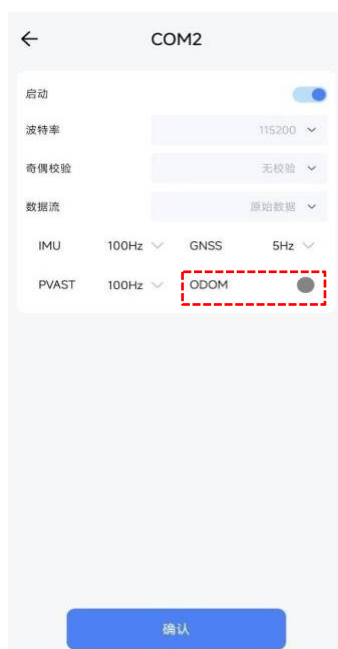 COM2
启动
波特率 115200
奇偶校验 无校验
数据流 原始数据
IMU 100Hz GNSS 5Hz
PVAST 100Hz ODOM
确认